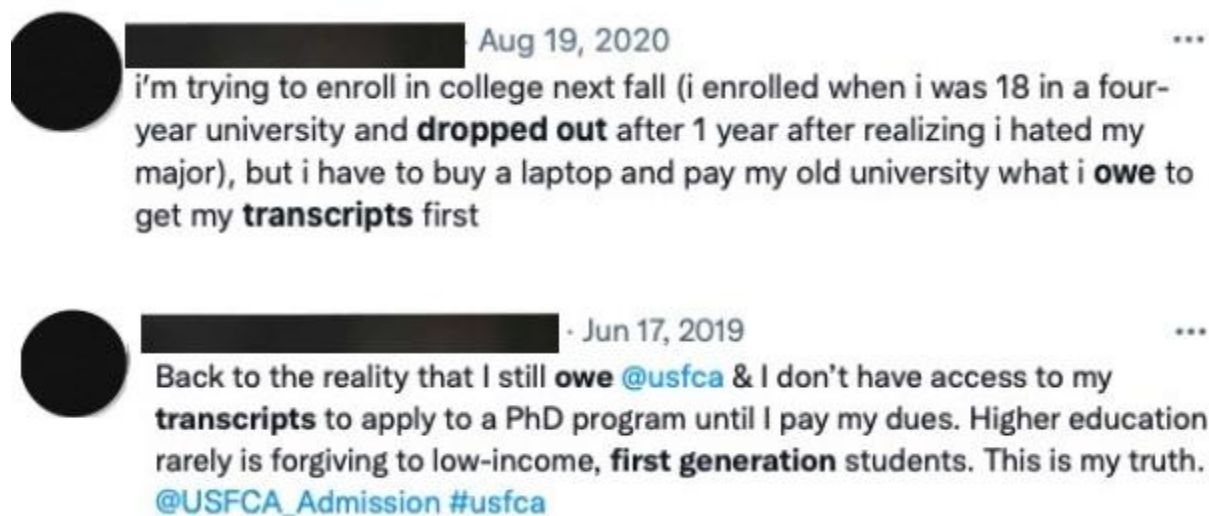 · Aug 19, 2020
i'm trying to enroll in college next fall (i enrolled when i was 18 in a four-
year university and dropped out after 1 year after realizing i hated my
major), but i have to buy a laptop and pay my old university what i owe to
get my transcripts first
· Jun 17, 2019
Back to the reality that I still owe @usfca & I don't have access to my
transcripts to apply to a PhD program until I pay my dues. Higher education
rarely is forgiving to low-income, first generation students. This is my truth.
@USFCA_Admission #usfca